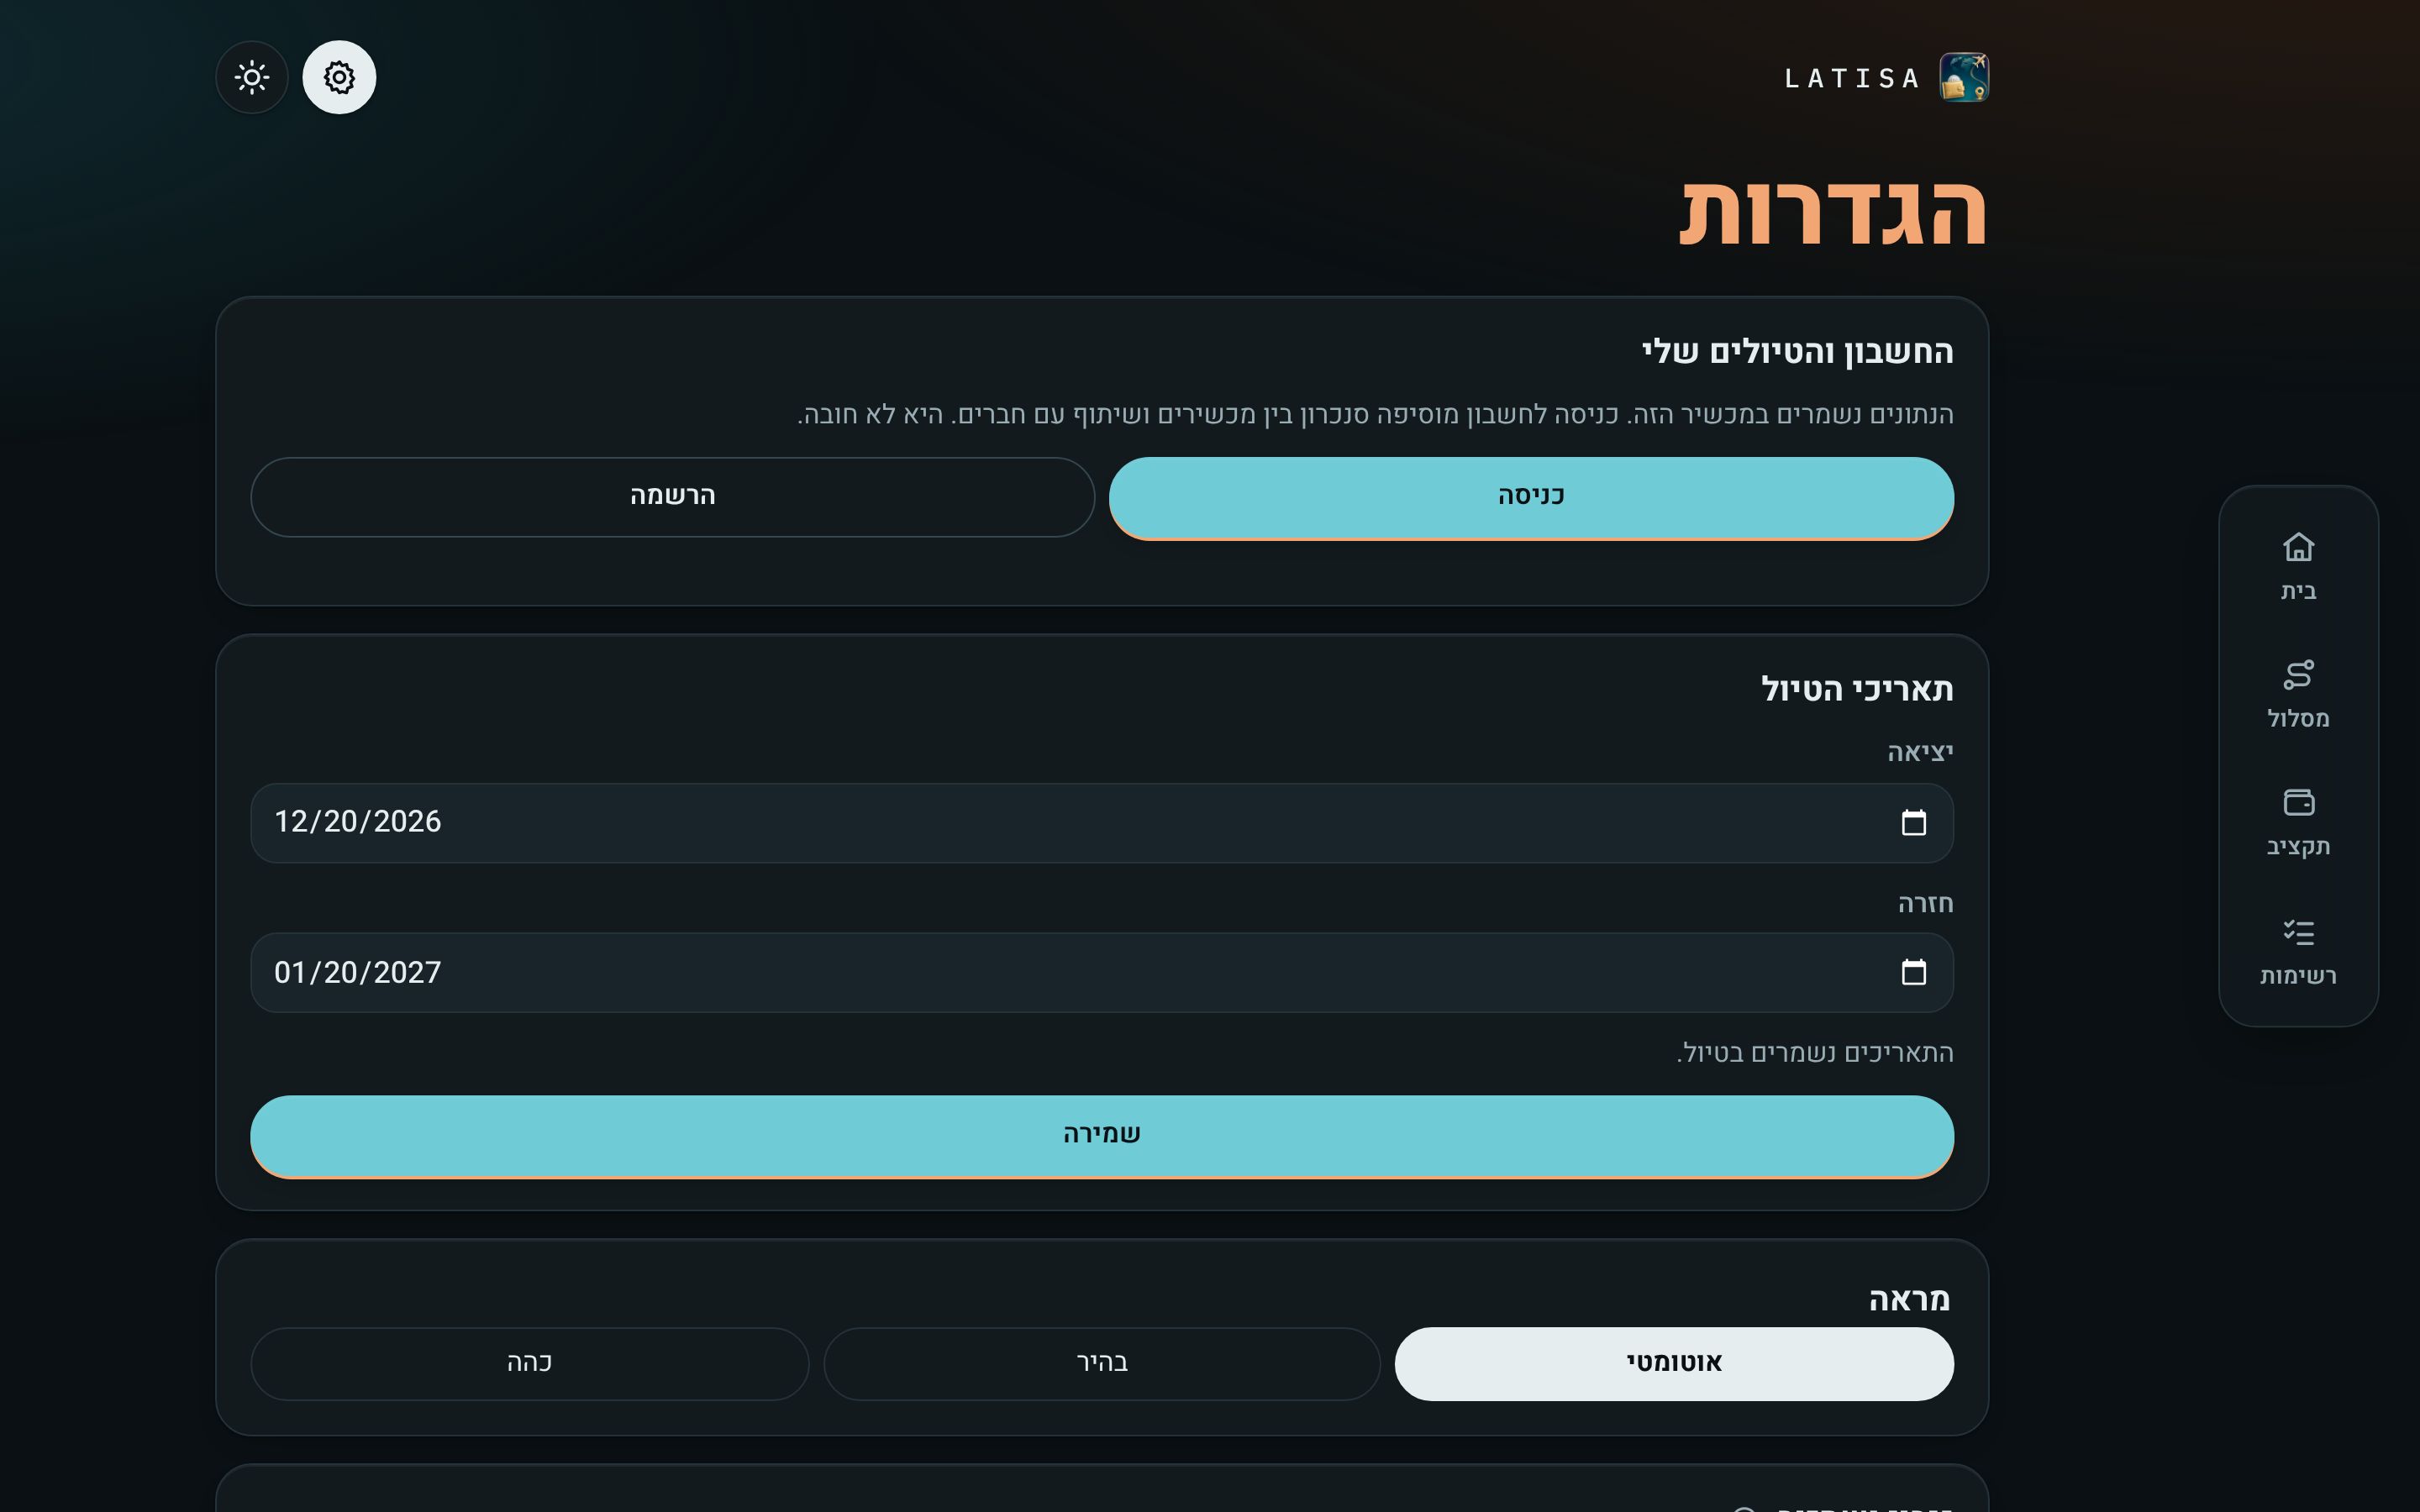 LATISA
הגדרות
החשבון והטיולים שלי
הנתונים נשמרים במכשיר הזה. כניסה לחשבון מוסיפה סנכרון בין מכשירים ושיתוף עם חברים. היא לא חובה.
כניסה
הרשמה
תאריכי הטיול
יציאה
12/20/2026
חזרה
01/20/2027
התאריכים נשמרים בטיול.
שמירה
מראה
אוטומטי
בהיר
כהה
בית
מסלול
תקציב
רשימות